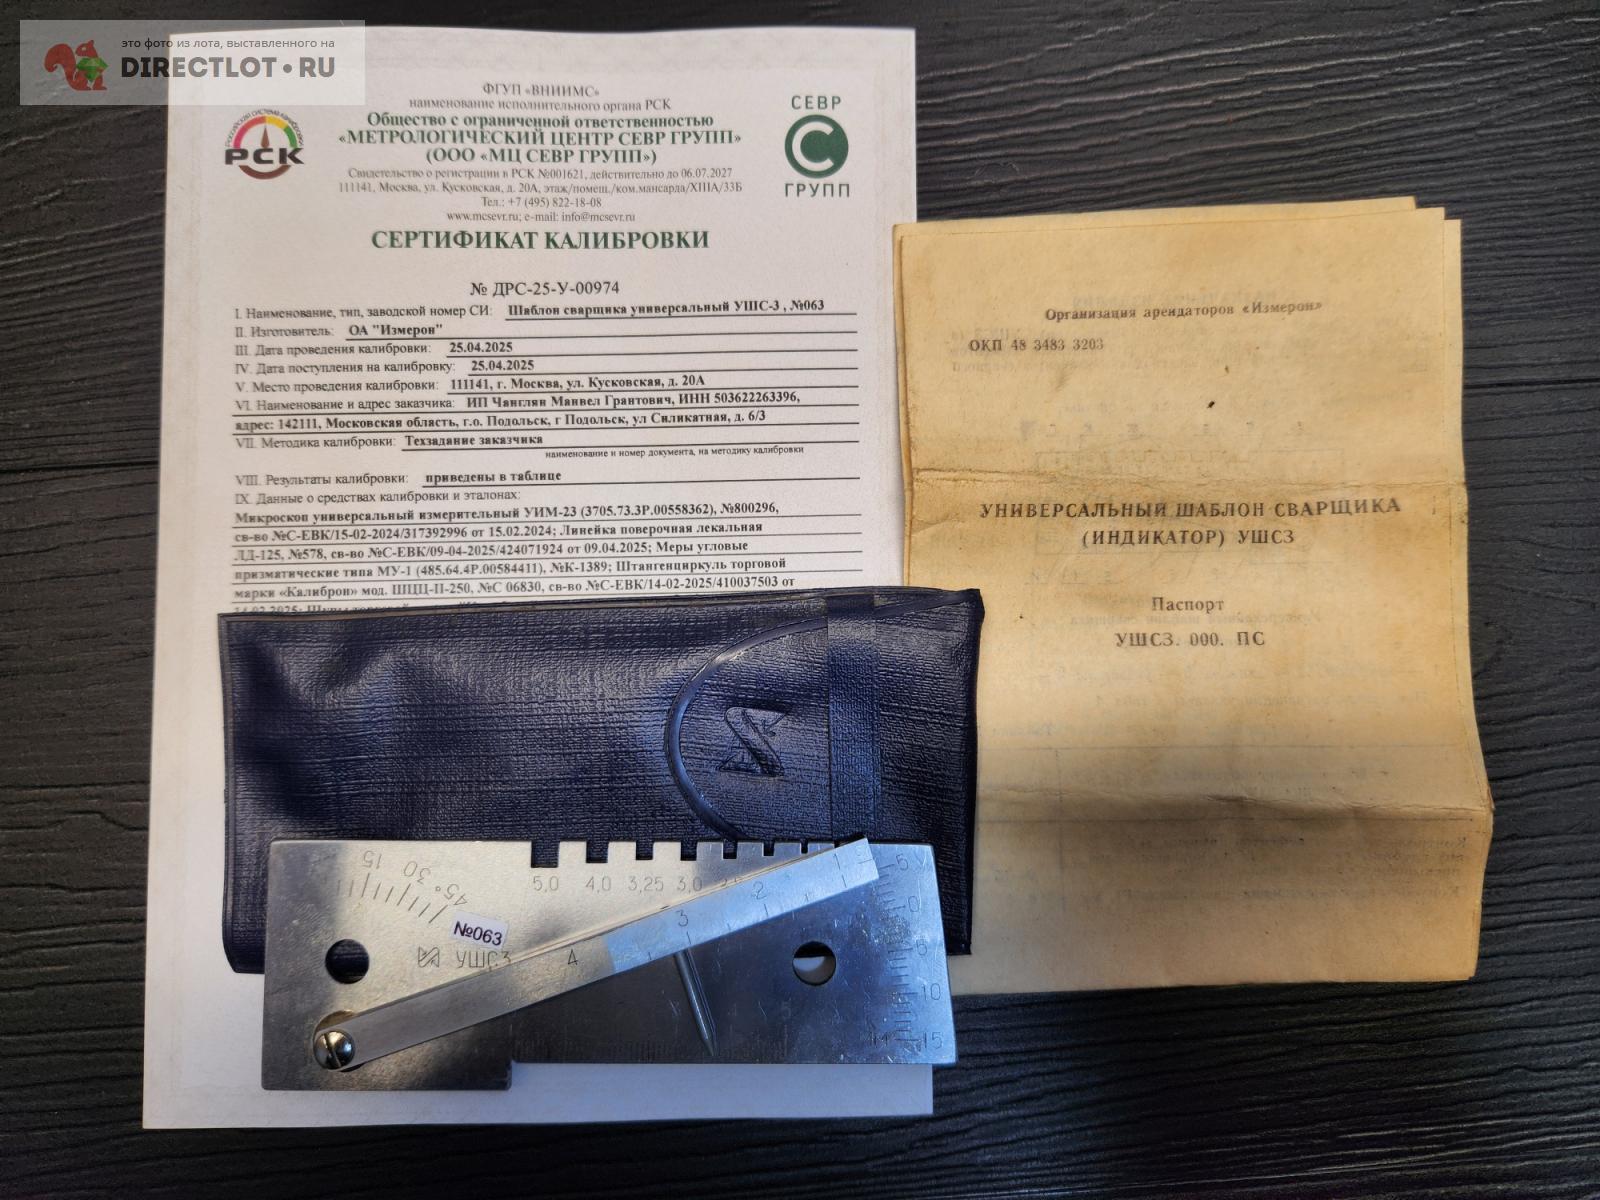 это фото из лота, выставленного на
DIRECTLOT.RU
ФГУП «ВНИИМС»
наименование исполнительного органа РСК
Общество с ограниченной ответственностью
«МЕТРОЛОГИЧЕСКИЙ ЦЕНТР СЕВР ГРУПП»
(ООО «МЦ СЕВР ГРУПП»)
Свидетельство о регистрации в РСК №001621, действительно до 06.07.2027
111141, Москва, ул. Кусковская, д. 20А, этаж/помещ./ком.мансарда/XIIIА/33Б
Тел.: +7 (495) 822-18-08
www.mcsevr.ru; e-mail: info@mcsevr.ru
Российская система калибровки
РСК
СЕВР
ГРУПП
СЕРТИФИКАТ КАЛИБРОВКИ
№ ДРС-25-У-00974
I. Наименование, тип, заводской номер СИ: Шаблон сварщика универсальный УШС-3 , №063
II. Изготовитель: ОА "Измерон"
III. Дата проведения калибровки: 25.04.2025
IV. Дата поступления на калибровку: 25.04.2025
V. Место проведения калибровки: 111141, г. Москва, ул. Кусковская, д. 20А
VI. Наименование и адрес заказчика: ИП Чанглян Манвел Грантович, ИНН 503622263396,
адрес: 142111, Московская область, г.о. Подольск, г Подольск, ул Силикатная, д. 6/3
VII. Методика калибровки: Техзадание заказчика
наименование и номер документа, на методику калибровки
VIII. Результаты калибровки: приведены в таблице
IX. Данные о средствах калибровки и эталонах:
Микроскоп универсальный измерительный УИМ-23 (3705.73.3Р.00558362), №800296,
св-во №С-ЕВК/15-02-2024/317392996 от 15.02.2024; Линейка поверочная лекальная
ЛД-125, №578, св-во №С-ЕВК/09-04-2025/424071924 от 09.04.2025; Меры угловые
призматические типа МУ-1 (485.64.4Р.00584411), №К-1389; Штангенциркуль торговой
марки «Калиброн» мод. ШЦЦ-II-250, №С 06830, св-во №С-ЕВК/14-02-2025/410037503 от
14.02.2025;
Организация арендаторов «Измерон»
ОКП 48 3483 3203
УНИВЕРСАЛЬНЫЙ ШАБЛОН СВАРЩИКА
(ИНДИКАТОР) УШСЗ
Паспорт
УШСЗ. 000. ПС
15 30 45°
5,0 4,0 3,25 3,0
1 2 3 4
№063
УШС3
5
0
5
10
15